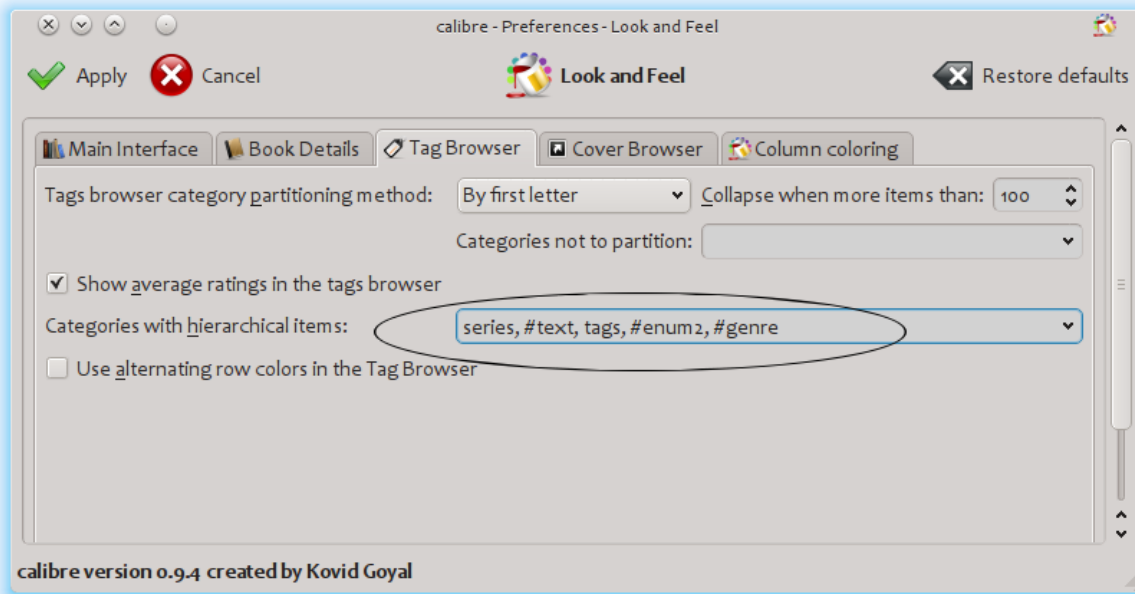 calibre - Preferences - Look and Feel
Apply Cancel Look and Feel Restore defaults
Main Interface Book Details Tag Browser Cover Browser Column coloring
Tags browser category partitioning method: By first letter Collapse when more items than: 100
Categories not to partition:
Show average ratings in the tags browser
Categories with hierarchical items: series, #text, tags, #enum2, #genre
Use alternating row colors in the Tag Browser
calibre version 0.9.4 created by Kovid Goyal